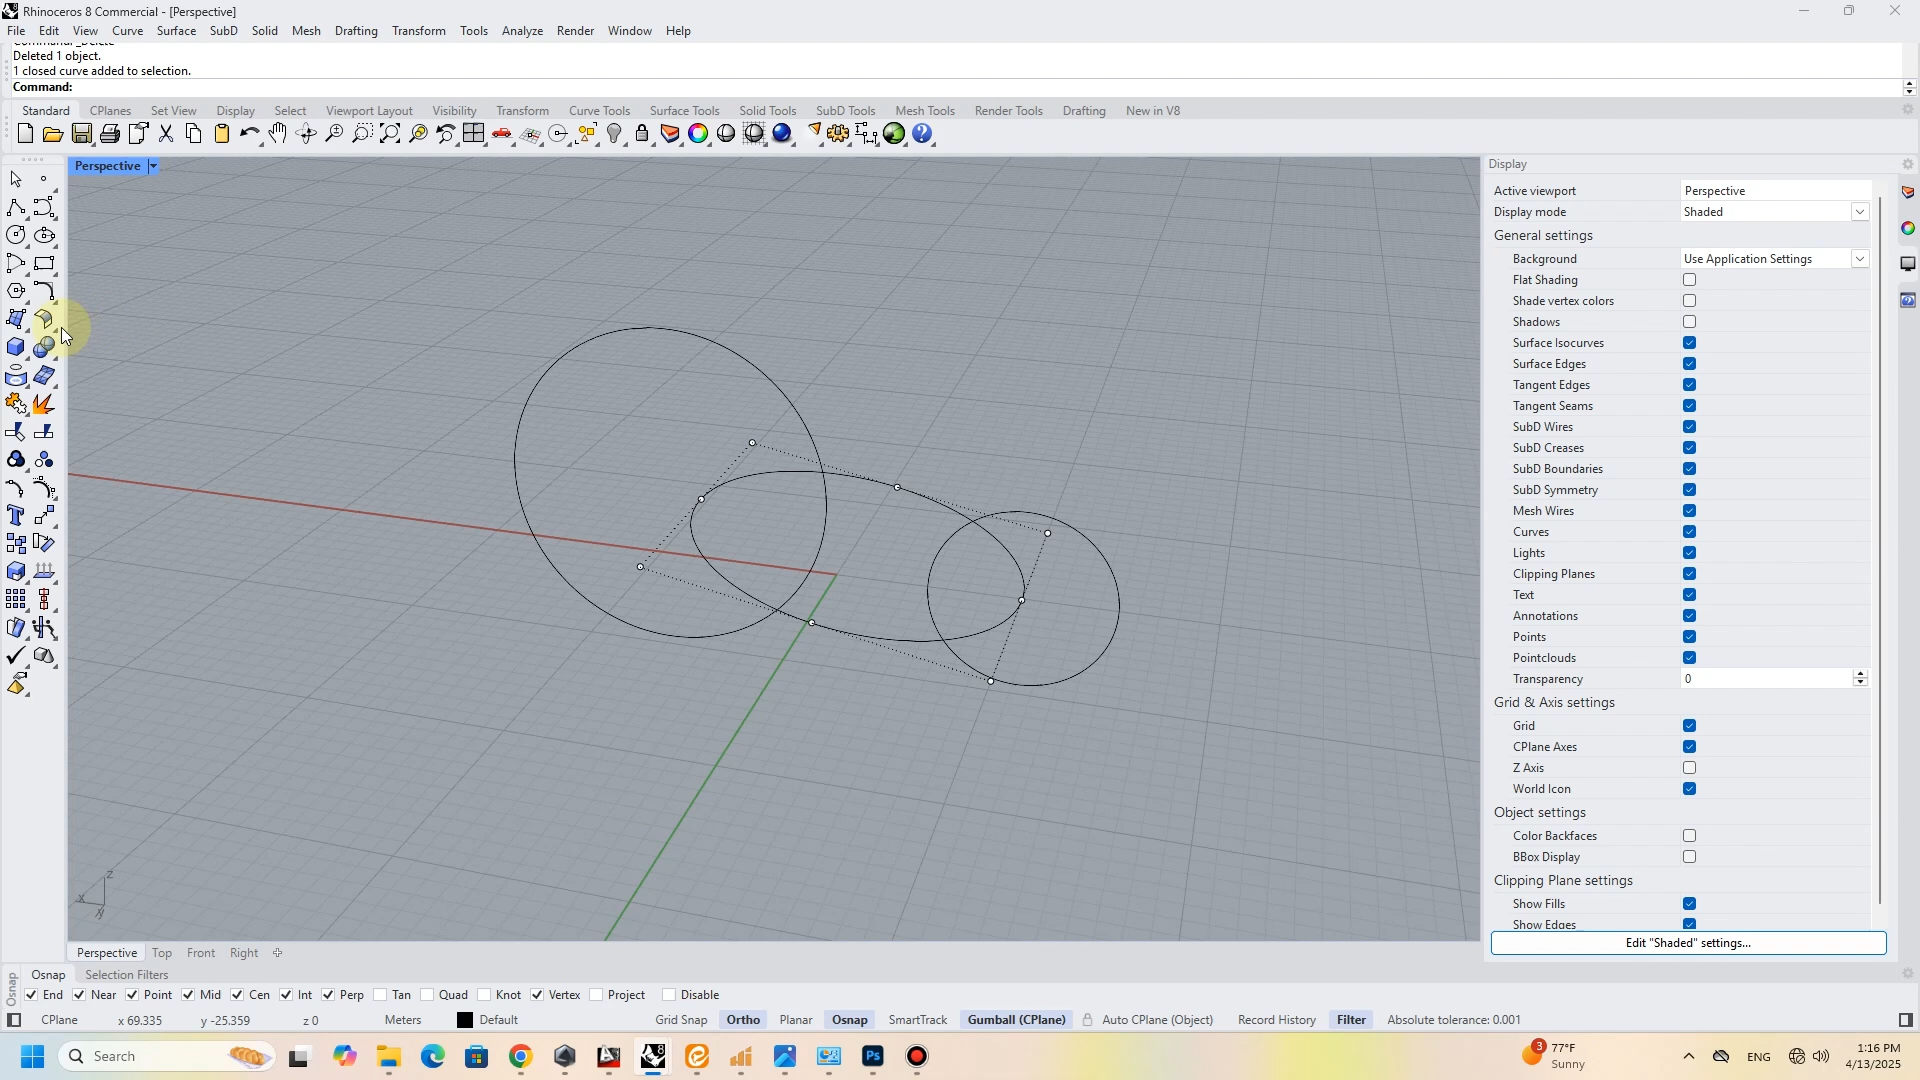 Rhinoceros 8 Commercial - [Perspective]
File Edit View Curve Surface SubD Solid Mesh Drafting Transform Tools Analyze Render Window Help
Command: _Delete
Deleted 1 object.
1 closed curve added to selection.
Command:
Standard CPlanes Set View Display Select Viewport Layout Visibility Transform Curve Tools Surface Tools Solid Tools SubD Tools Mesh Tools Render Tools Drafting New in V8
Perspective
Display
Active viewport Perspective
Display mode Shaded
General settings
Background Use Application Settings
Flat Shading
Shade vertex colors
Shadows
Surface Isocurves
Surface Edges
Tangent Edges
Tangent Seams
SubD Wires
SubD Creases
SubD Boundaries
SubD Symmetry
Mesh Wires
Curves
Lights
Clipping Planes
Text
Annotations
Points
Pointclouds
Transparency 0
Grid & Axis settings
Grid
CPlane Axes
Z Axis
World Icon
Object settings
Color Backfaces
BBox Display
Clipping Plane settings
Show Fills
Show Edges
Edit "Shaded" settings...
z
x
y
Perspective Top Front Right
Osnap Selection Filters
Osnap
End Near Point Mid Cen Int Perp Tan Quad Knot Vertex Project Disable
CPlane x 69.335 y -25.359 z 0 Meters Default Grid Snap Ortho Planar Osnap SmartTrack Gumball (CPlane) Auto CPlane (Object) Record History Filter Absolute tolerance: 0.001
Search
8
Ps
3
77°F
Sunny
ENG
1:16 PM
4/13/2025